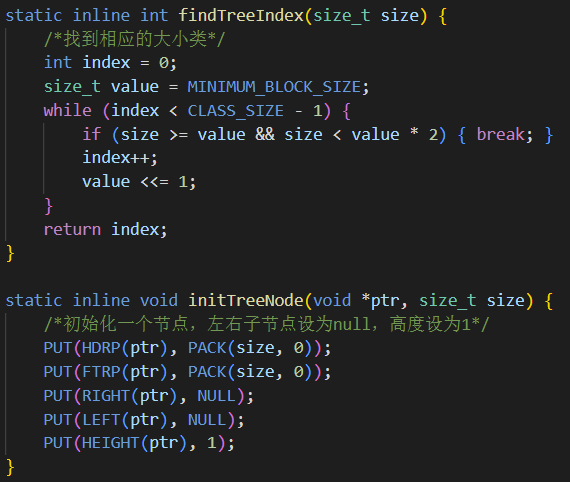 static inline int findTreeIndex(size_t size) {
    /*找到相应的大小类*/
    int index = 0;
    size_t value = MINIMUM_BLOCK_SIZE;
    while (index < CLASS_SIZE - 1) {
        if (size >= value && size < value * 2) { break; }
        index++;
        value <<= 1;
    }
    return index;
}

static inline void initTreeNode(void *ptr, size_t size) {
    /*初始化一个节点，左右子节点设为null，高度设为1*/
    PUT(HDRP(ptr), PACK(size, 0));
    PUT(FTRP(ptr), PACK(size, 0));
    PUT(RIGHT(ptr), NULL);
    PUT(LEFT(ptr), NULL);
    PUT(HEIGHT(ptr), 1);
}